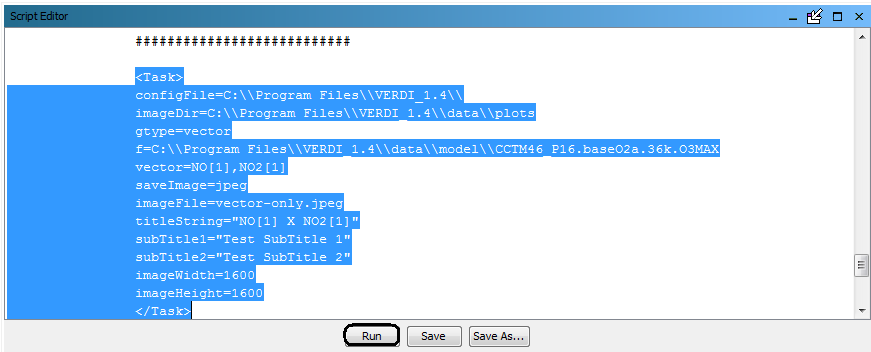 Script Editor
###########################
<Task>
configFile=C:\\Program Files\\VERDI_1.4\\
imageDir=C:\\Program Files\\VERDI_1.4\\data\\plots
gtype=vector
f=C:\\Program Files\\VERDI_1.4\\data\\model\\CCTM46_P16.baseO2a.36k.O3MAX
vector=NO[1],NO2[1]
saveImage=jpeg
imageFile=vector-only.jpeg
titleString="NO[1] X NO2[1]"
subTitle1="Test SubTitle 1"
subTitle2="Test SubTitle 2"
imageWidth=1600
imageHeight=1600
</Task>
Run Save Save As...